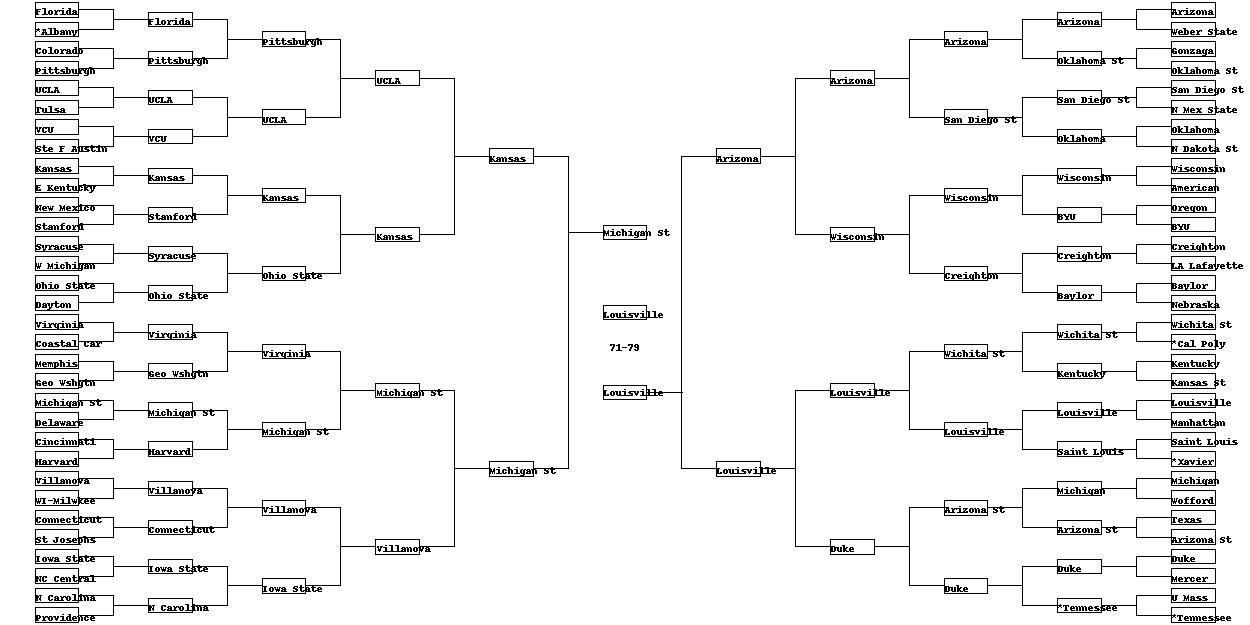 Florida
*Albany
Colorado
Pittsburgh
UCLA
Tulsa
VCU
Ste F Austin
Kansas
E Kentucky
New Mexico
Stanford
Syracuse
W Michigan
Ohio State
Dayton
Virginia
Coastal Car
Memphis
Geo Wshgtn
Michigan St
Delaware
Cincinnati
Harvard
Villanova
WI-Milwkee
Connecticut
St Josephs
Iowa State
NC Central
N Carolina
Providence
Florida
Pittsburgh
UCLA
VCU
Kansas
Stanford
Syracuse
Ohio State
Virginia
Geo Wshgtn
Michigan St
Harvard
Villanova
Connecticut
Iowa State
N Carolina
Pittsburgh
UCLA
Kansas
Ohio State
Virginia
Michigan St
Villanova
Iowa State
UCLA
Kansas
Michigan St
Villanova
Kansas
Michigan St
Michigan St
Louisville
71-79
Louisville
Arizona
Louisville
Arizona
Wisconsin
Louisville
Duke
Arizona
San Diego St
Wisconsin
Creighton
Wichita St
Louisville
Arizona St
Duke
Arizona
Oklahoma St
San Diego St
Oklahoma
Wisconsin
BYU
Creighton
Baylor
Wichita St
Kentucky
Louisville
Saint Louis
Michigan
Arizona St
Duke
*Tennessee
Arizona
Weber State
Gonzaga
Oklahoma St
San Diego St
N Mex State
Oklahoma
N Dakota St
Wisconsin
American
Oregon
BYU
Creighton
LA Lafayette
Baylor
Nebraska
Wichita St
*Cal Poly
Kentucky
Kansas St
Louisville
Manhattan
Saint Louis
*Xavier
Michigan
Wofford
Texas
Arizona St
Duke
Mercer
U Mass
*Tennessee